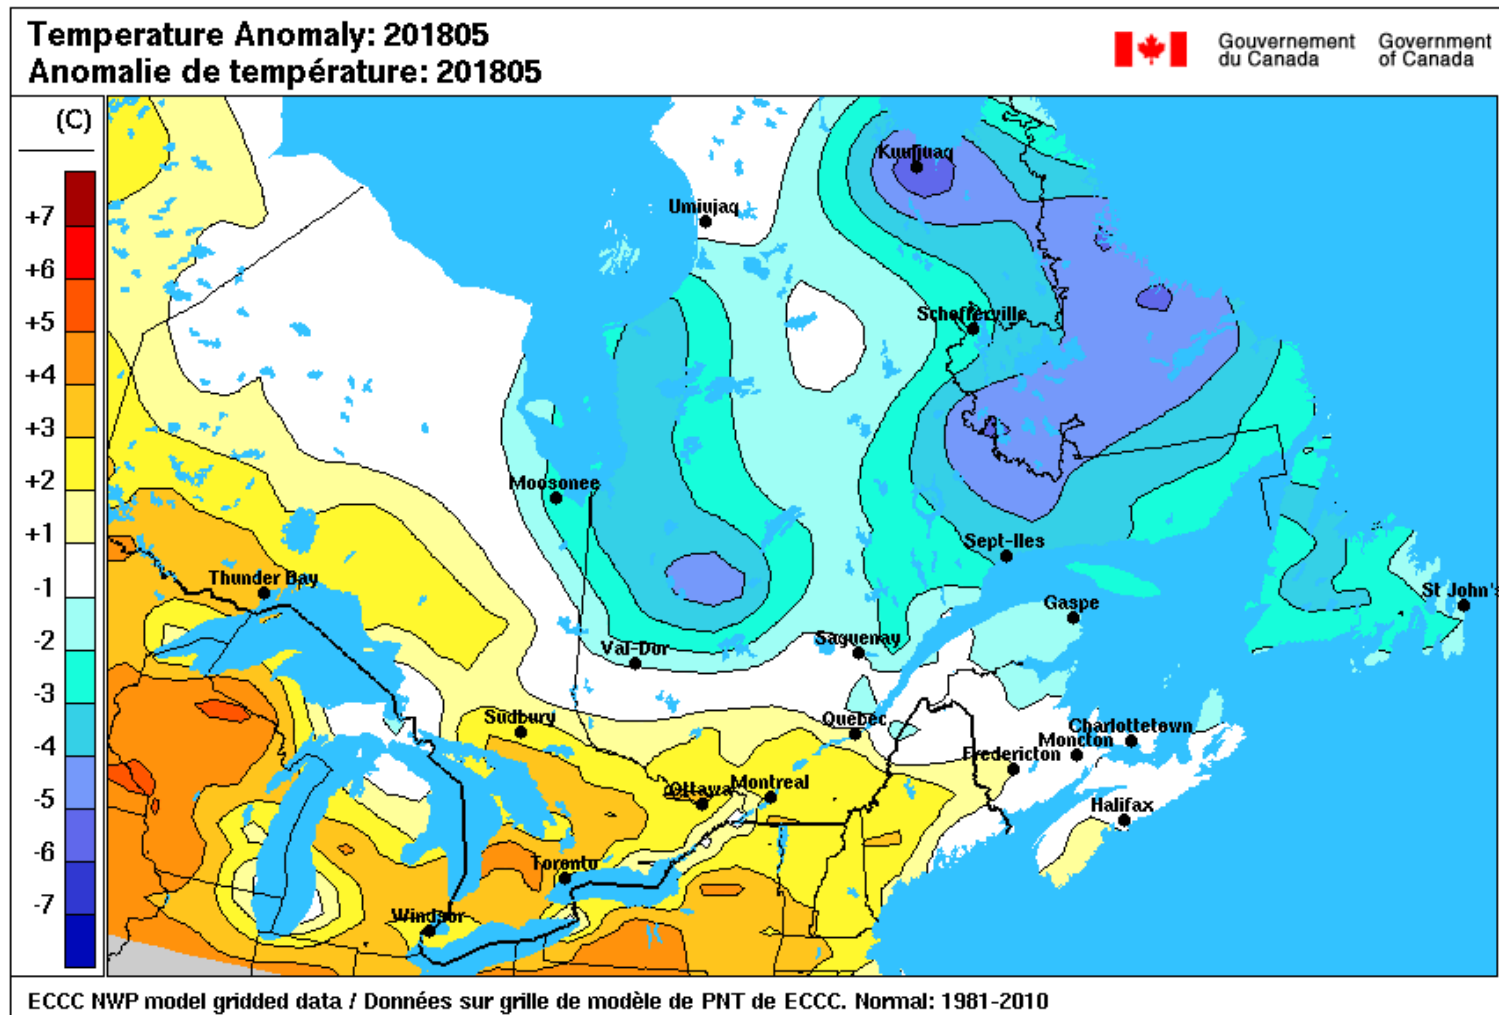 Temperature Anomaly: 201805
Anomalie de température: 201805
Gouvernement du Canada
Government of Canada
(C)
+7
+6
+5
+4
+3
+2
+1
-1
-2
-3
-4
-5
-6
-7
Kuujjuaq
Umiujaq
Schefferville
Moosonee
Sept-Iles
Thunder Bay
Gaspe
St John's
Val-Dor
Saguenay
Sudbury
Quebec
Charlottetown
Moncton
Fredericton
Ottawa
Montreal
Halifax
Toronto
Windsor
ECCC NWP model gridded data / Données sur grille de modèle de PNT de ECCC. Normal: 1981-2010